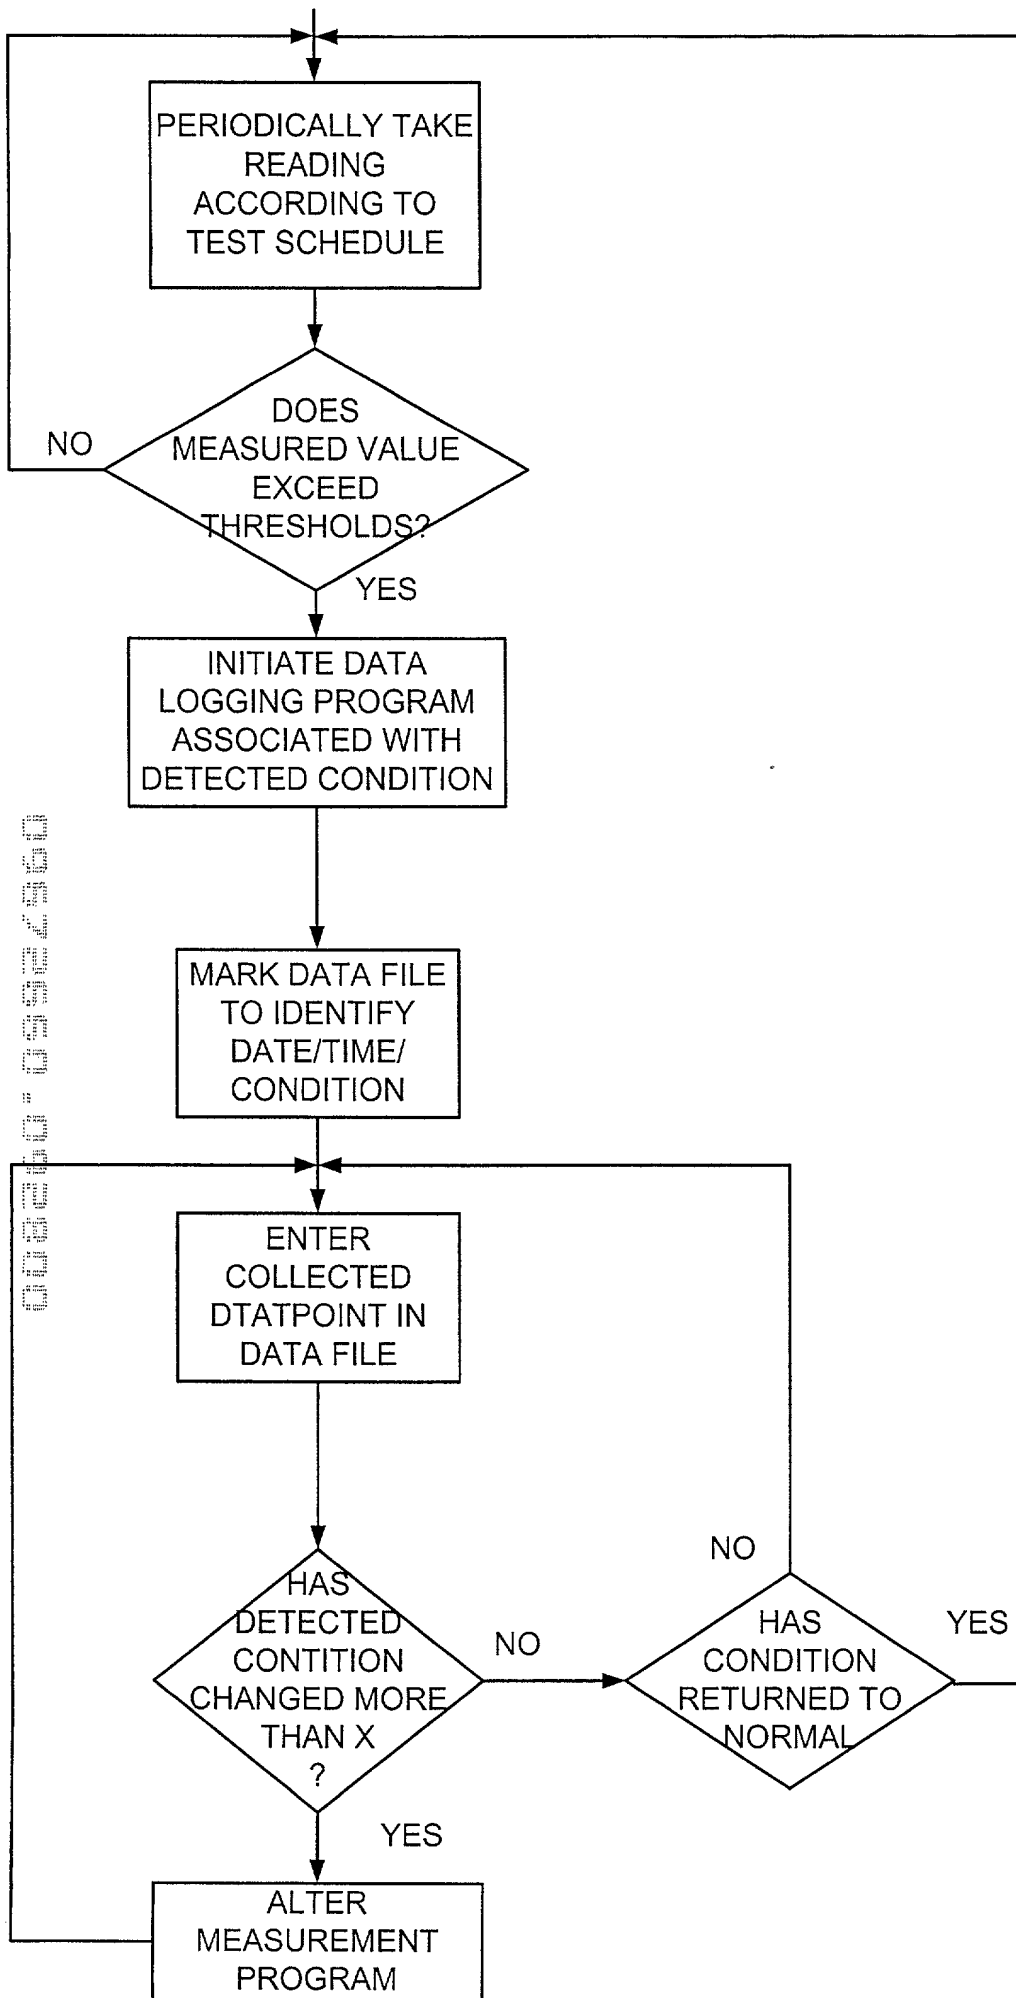 PERIODICALLY TAKE
READING
ACCORDING TO
TEST SCHEDULE
DOES
MEASURED VALUE
EXCEED
THRESHOLDS?
NO
YES
INITIATE DATA
LOGGING PROGRAM
ASSOCIATED WITH
DETECTED CONDITION
MARK DATA FILE
TO IDENTIFY
DATE/TIME/
CONDITION
ENTER
COLLECTED
DTATPOINT IN
DATA FILE
HAS
DETECTED
CONTITION
CHANGED MORE
THAN X
?
NO
YES
HAS
CONDITION
RETURNED TO
NORMAL
NO
YES
ALTER
MEASUREMENT
PROGRAM